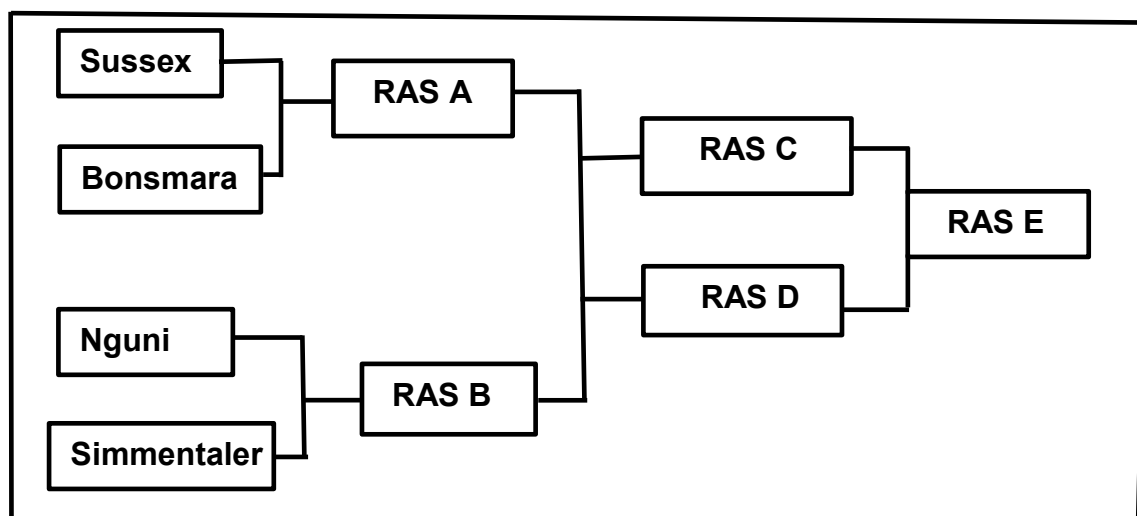 Sussex
RAS A
Bonsmara
RAS C
RAS E
RAS D
Nguni
RAS B
Simmentaler